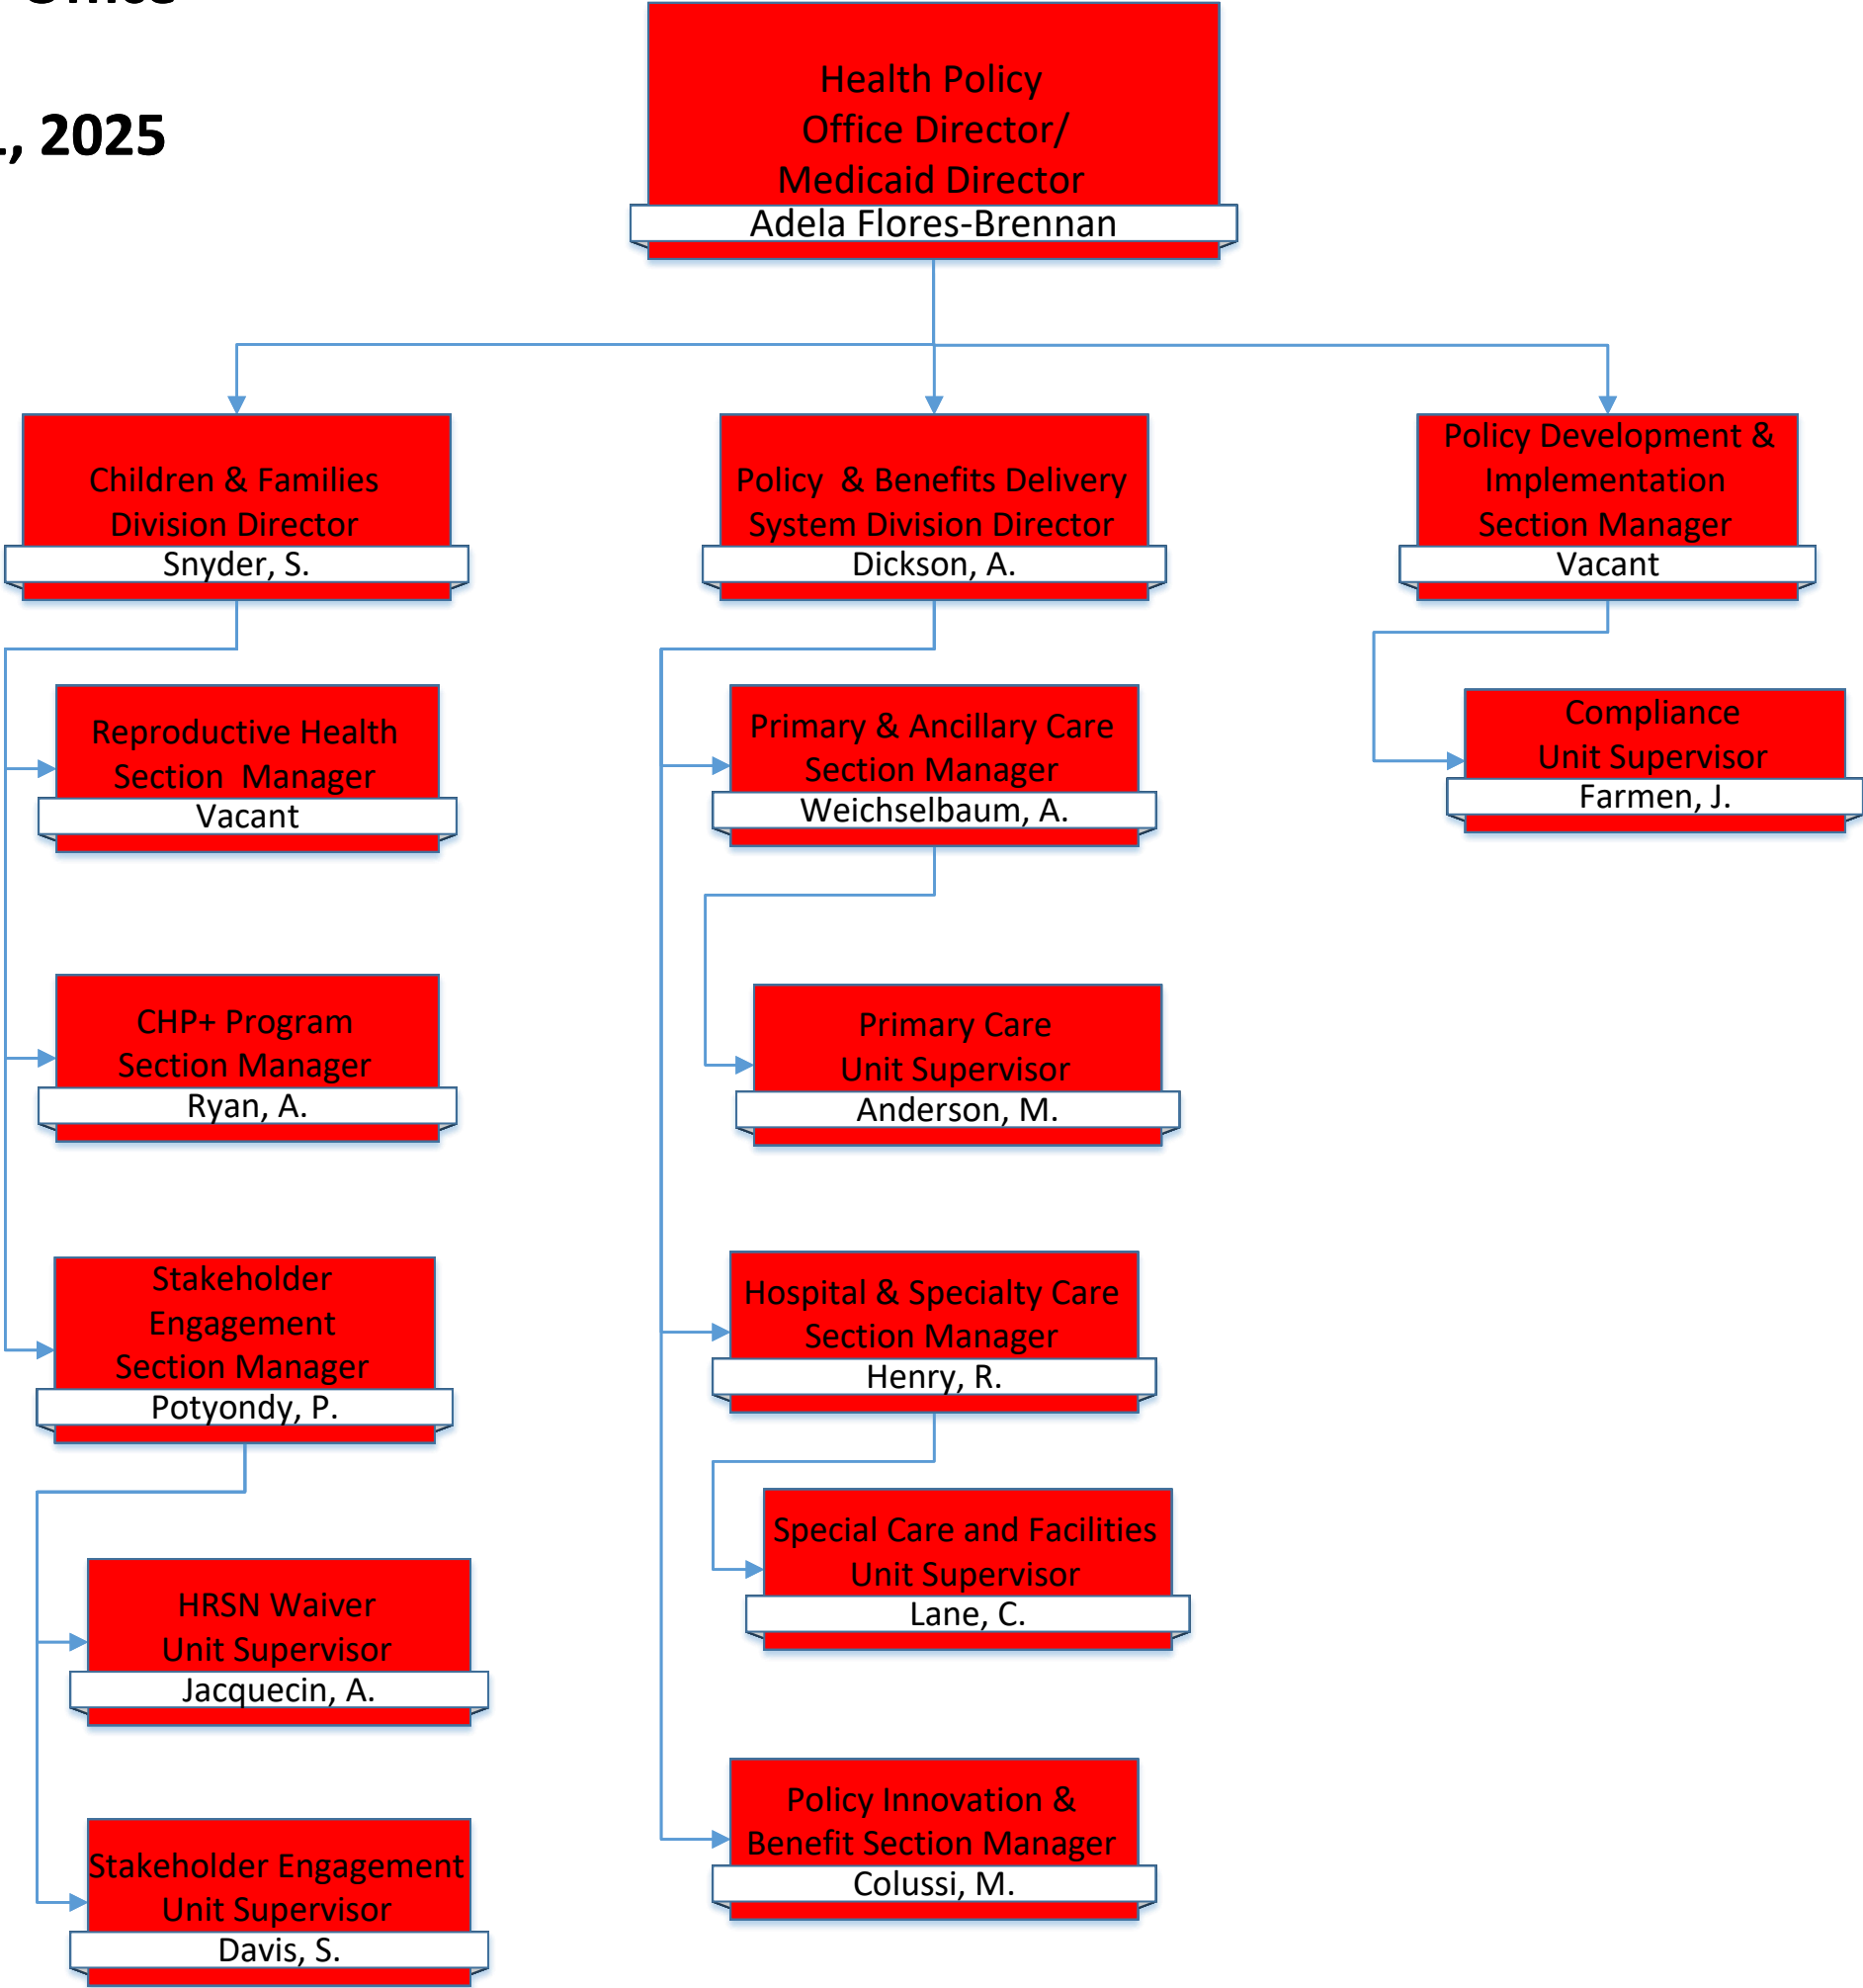 Office
, 2025
Health Policy
Office Director/
Medicaid Director
Adela Flores-Brennan
Children & Families
Division Director
Snyder, S.
Policy & Benefits Delivery
System Division Director
Dickson, A.
Policy Development &
Implementation
Section Manager
Vacant
Reproductive Health
Section Manager
Vacant
Primary & Ancillary Care
Section Manager
Weichselbaum, A.
Compliance
Unit Supervisor
Farmen, J.
CHP+ Program
Section Manager
Ryan, A.
Primary Care
Unit Supervisor
Anderson, M.
Stakeholder
Engagement
Section Manager
Potyondy, P.
Hospital & Specialty Care
Section Manager
Henry, R.
Special Care and Facilities
Unit Supervisor
Lane, C.
HRSN Waiver
Unit Supervisor
Jacquecin, A.
Policy Innovation &
Benefit Section Manager
Colussi, M.
Stakeholder Engagement
Unit Supervisor
Davis, S.